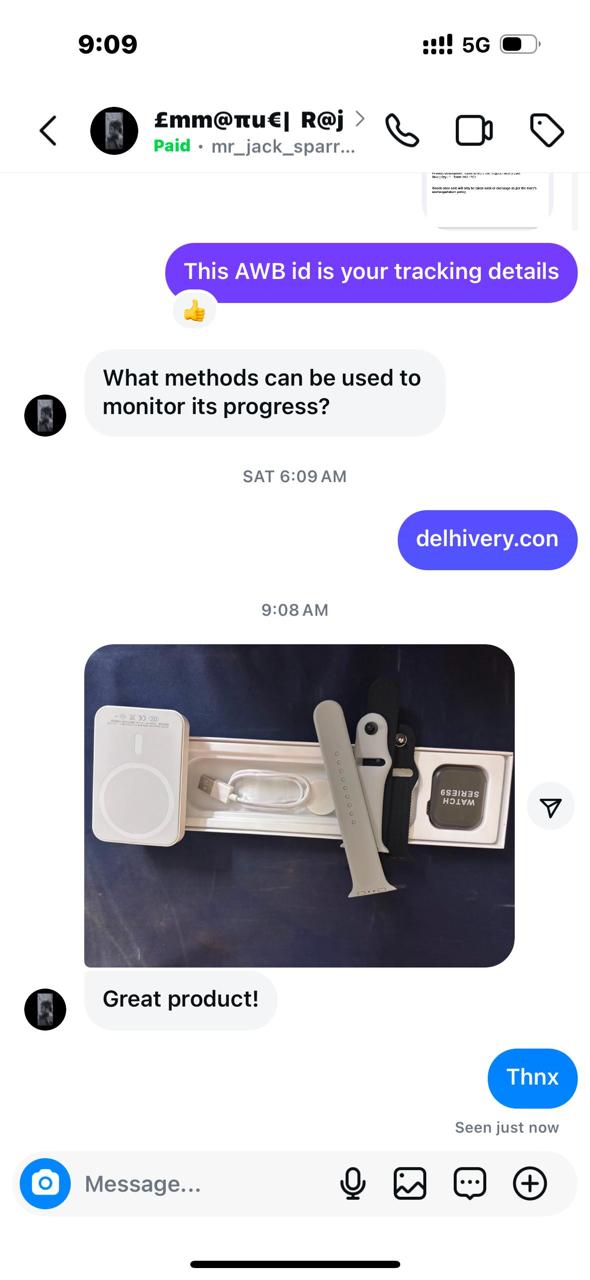 9:09
5G
£mm@πu€| R@j
Paid · mr_jack_sparr...
This AWB id is your tracking details
👍
What methods can be used to
monitor its progress?
SAT 6:09 AM
delhivery.con
9:08 AM
WATCH
SERIES9
Great product!
Thnx
Seen just now
Message...